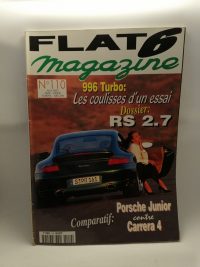 FLAT 6
magazine
N°110
996 Turbo:
Les coulisses d'un essai
Dossier:
RS 2.7
Comparatif:
Porsche Junior
contre
Carrera 4